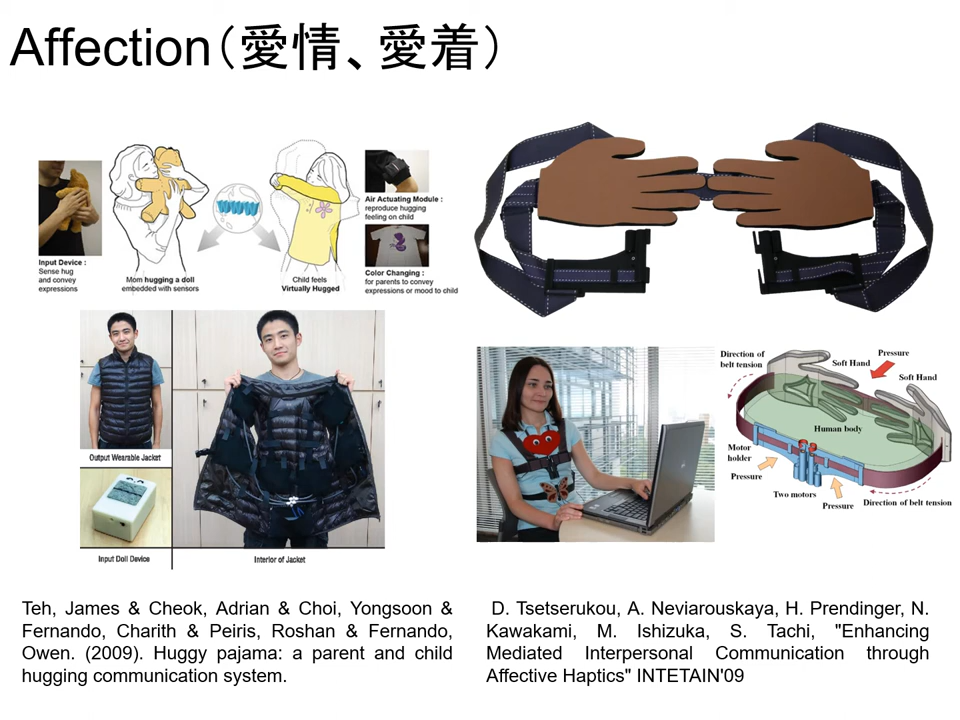 Affection（愛情、愛着）
Input Device :
Sense hug
and convey
expressions
Mom hugging a doll
embedded with sensors
Child feels
Virtually Hugged
Air Actuating Module :
reproduce hugging
feeling on child
Color Changing :
for parents to convey
expressions or mood to child
Output Wearable Jacket
Input Doll Device
Interior of Jacket
Direction of
belt tension
Soft Hand
Pressure
Soft Hand
Human body
Motor
holder
Pressure
Two motors
Pressure
Direction of belt tension
Teh, James & Cheok, Adrian & Choi, Yongsoon &
Fernando, Charith & Peiris, Roshan & Fernando,
Owen. (2009). Huggy pajama: a parent and child
hugging communication system.
D. Tsetserukou, A. Neviarouskaya, H. Prendinger, N.
Kawakami, M. Ishizuka, S. Tachi, "Enhancing
Mediated Interpersonal Communication through
Affective Haptics" INTETAIN'09